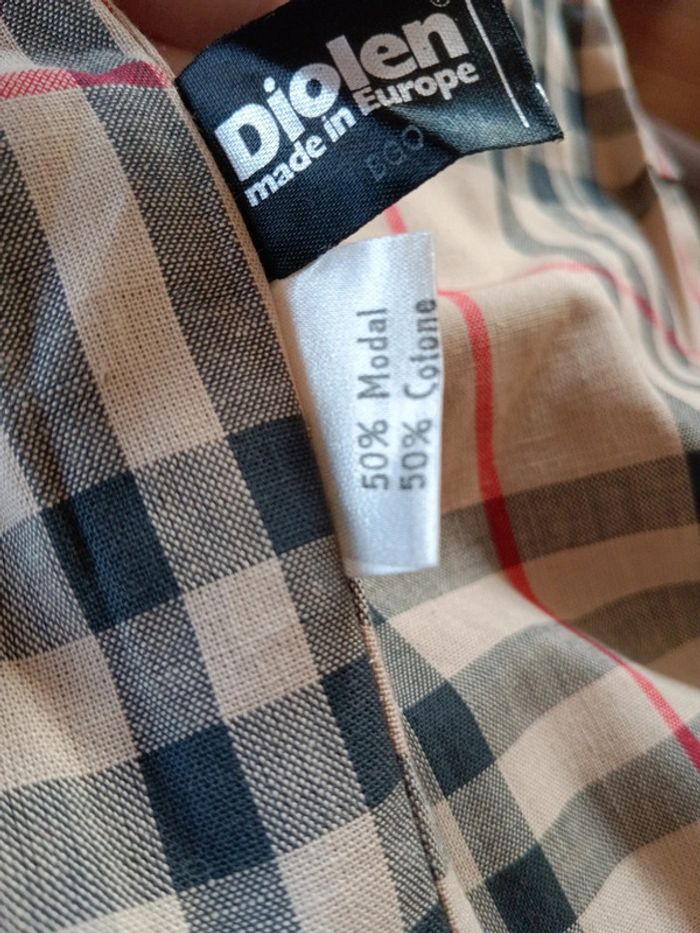 Diolen®
made in Europe
50% Modal
50% Cotone